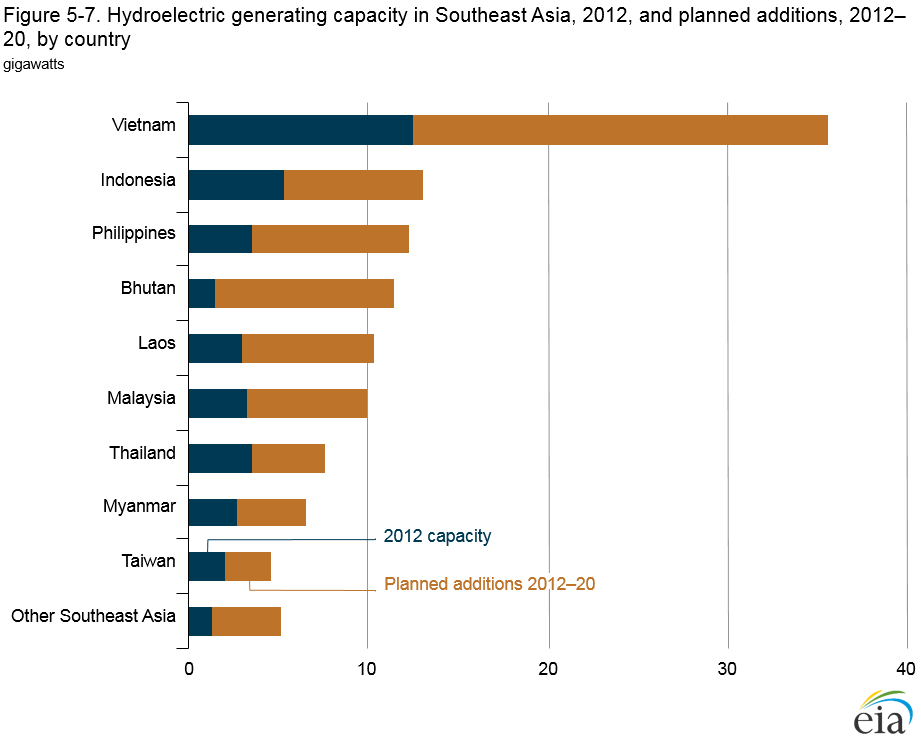 Figure 5-7. Hydroelectric generating capacity in Southeast Asia, 2012, and planned additions, 2012–
20, by country
gigawatts
Vietnam
Indonesia
Philippines
Bhutan
Laos
Malaysia
Thailand
Myanmar
2012 capacity
Taiwan
Planned additions 2012–20
Other Southeast Asia
0 10 20 30 40
eia